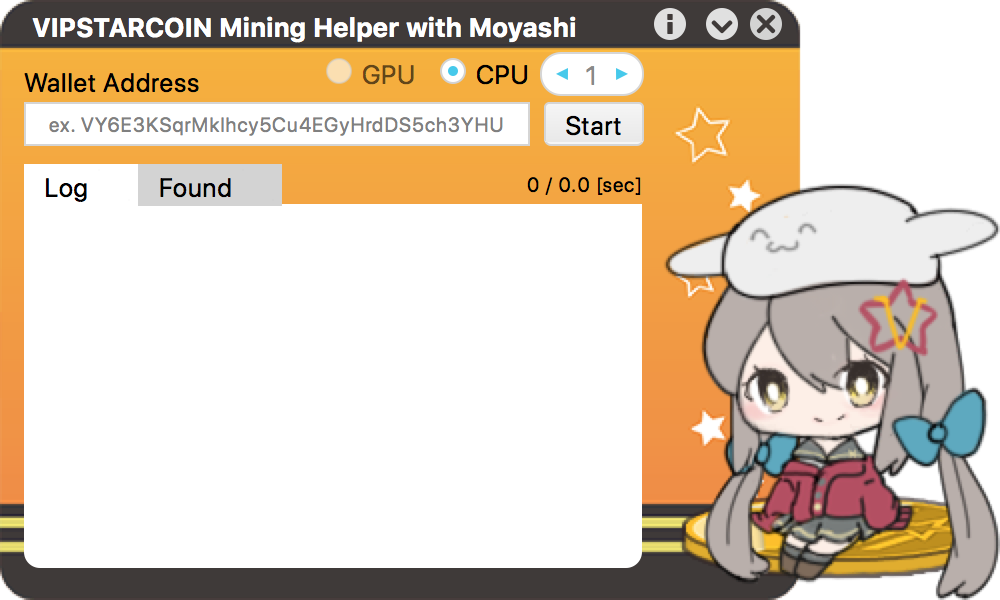 VIPSTARCOIN Mining Helper with Moyashi
Wallet Address
GPU
CPU
1
ex. VY6E3KSqrMklhcy5Cu4EGyHrdDS5ch3YHU
Start
Log
Found
0 / 0.0 [sec]